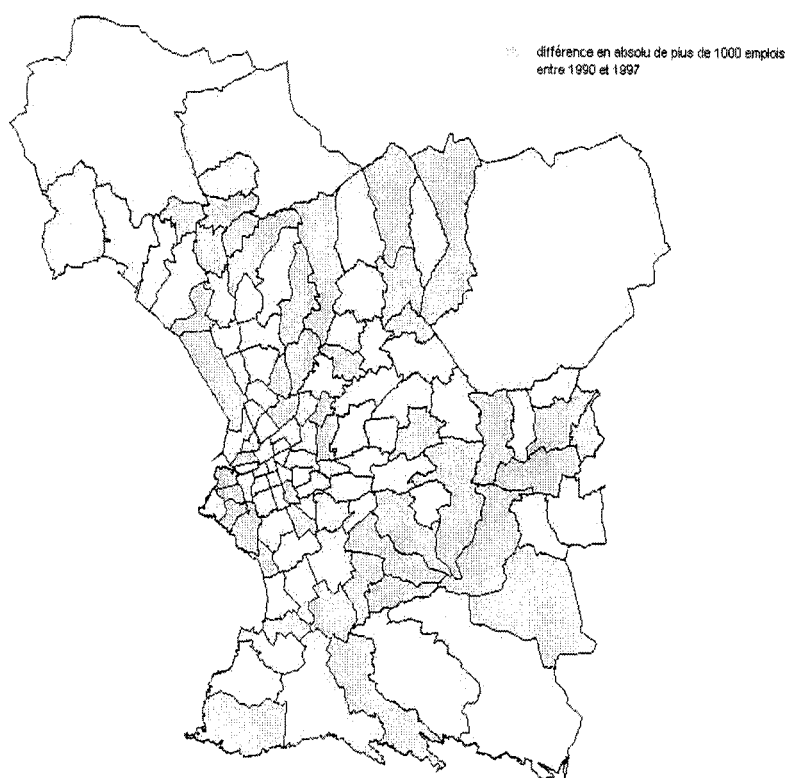 différence en absolu de plus de 1000 emplois
entre 1990 et 1997